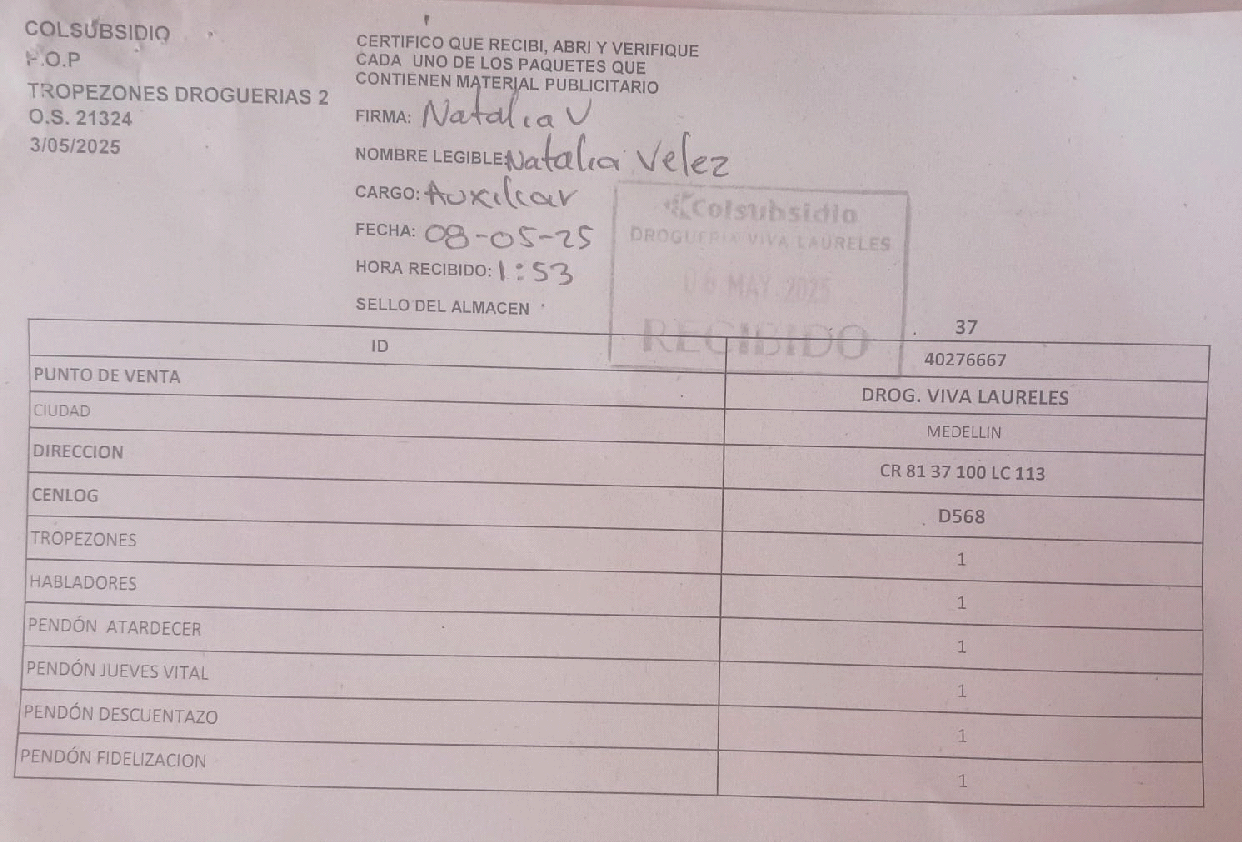 COLSUBSIDIO
P.O.P
TROPEZONES DROGUERIAS 2
O.S. 21324
3/05/2025
CERTIFICO QUE RECIBI, ABRI Y VERIFIQUE
CADA UNO DE LOS PAQUETES QUE
CONTIENEN MATERIAL PUBLICITARIO
FIRMA: Natalia V
NOMBRE LEGIBLE: Natalia Velez
CARGO: Auxiliar
FECHA: 08-05-25
HORA RECIBIDO: 1:53
SELLO DEL ALMACEN
Colsubsidio
DROGUERIA VIVA LAURELES
MAY 2025
RECIBIDO
37
ID 40276667
PUNTO DE VENTA DROG. VIVA LAURELES
CIUDAD MEDELLIN
DIRECCION CR 81 37 100 LC 113
CENLOG D568
TROPEZONES 1
HABLADORES 1
PENDÓN ATARDECER 1
PENDÓN JUEVES VITAL 1
PENDÓN DESCUENTAZO 1
PENDÓN FIDELIZACION 1